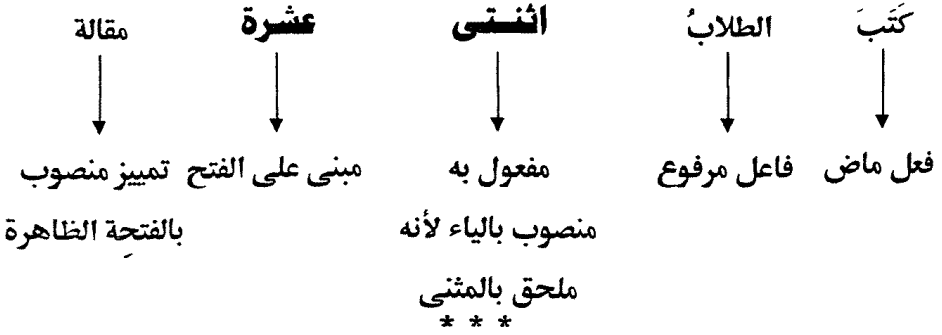 كَتَبَ الطلابُ اثنتى عشرة مقالة
فعل ماض فاعل مرفوع مفعول به مبنى على الفتح تمييز منصوب
منصوب بالياء لأنه بالفتحِة الظاهرة
ملحق بالمثنى
* * *